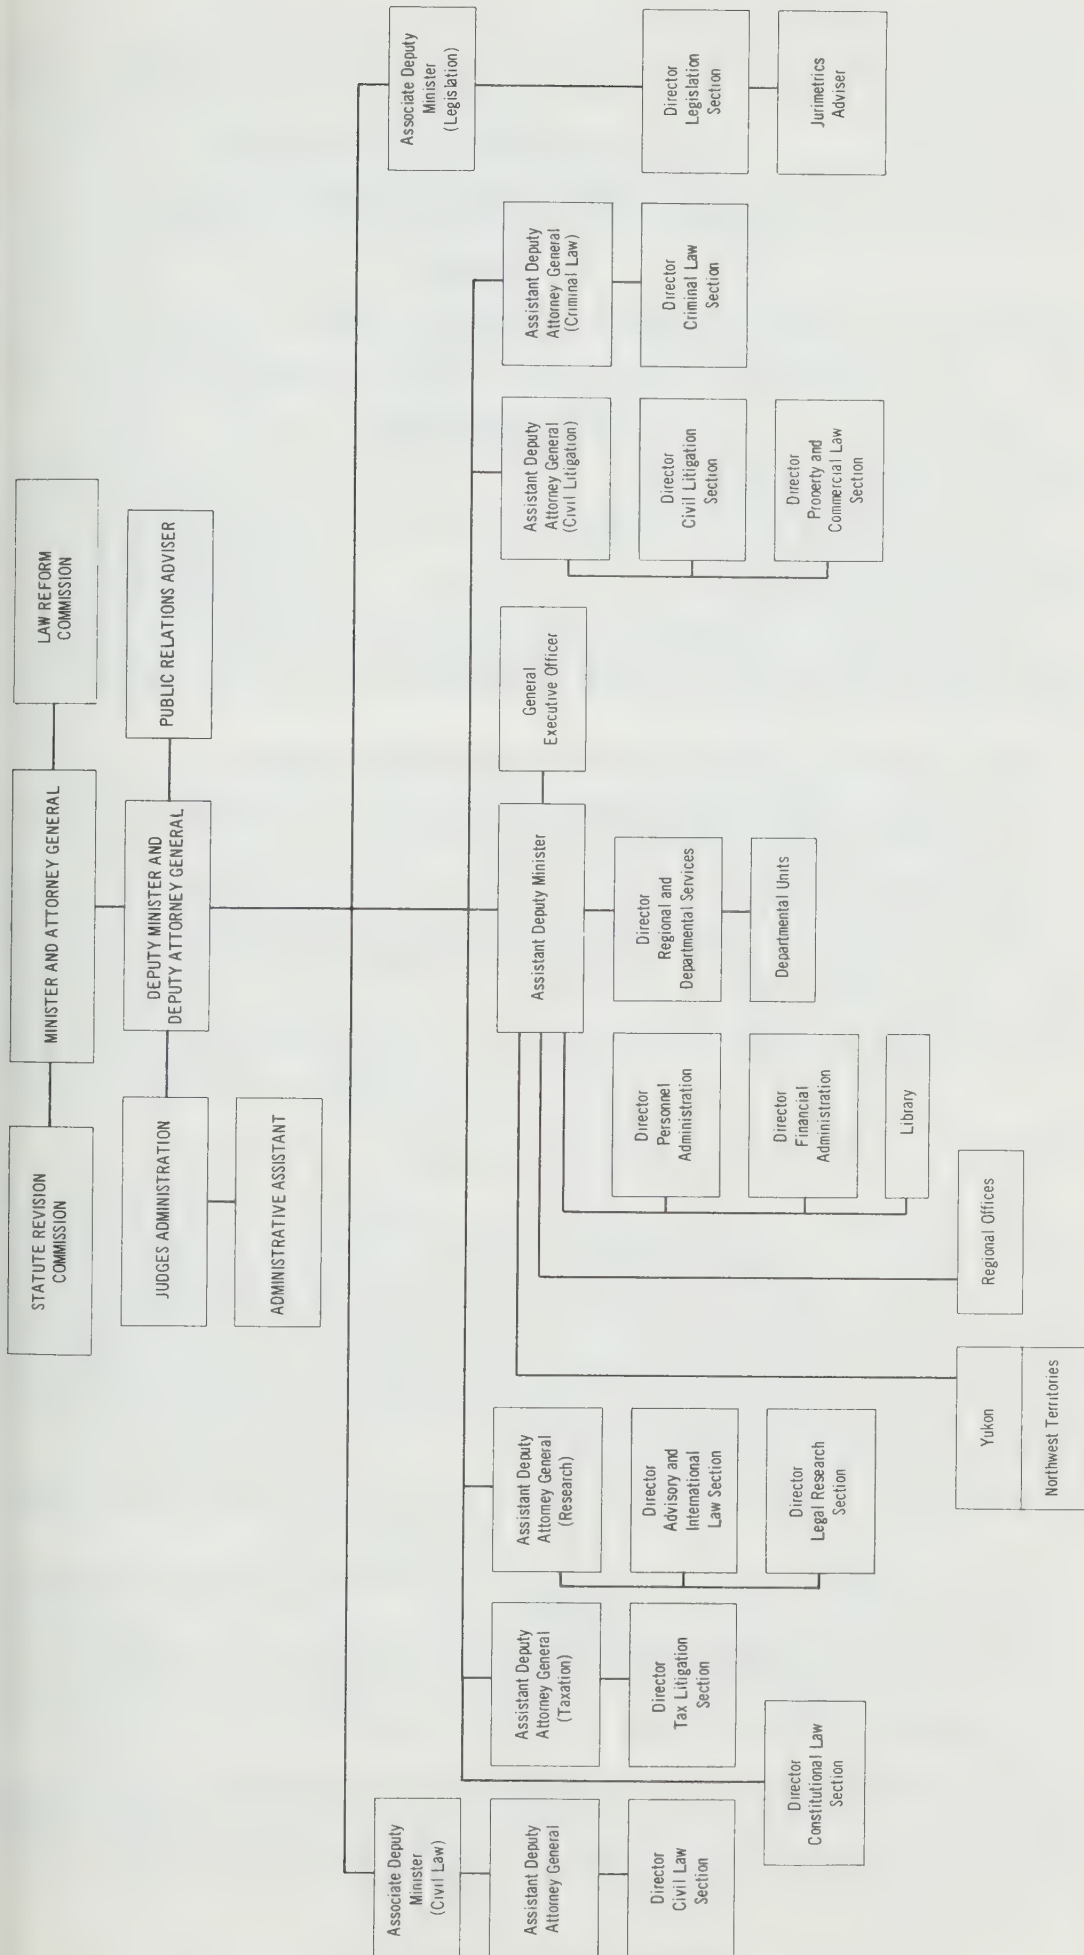 STATUTE REVISION
COMMISSION
MINISTER AND ATTORNEY GENERAL
LAW REFORM
COMMISSION
JUDGES ADMINISTRATION
DEPUTY MINISTER AND
DEPUTY ATTORNEY GENERAL
PUBLIC RELATIONS ADVISER
ADMINISTRATIVE ASSISTANT
Associate Deputy
Minister
(Civil Law)
Associate Deputy
Minister
(Legislation)
Assistant Deputy
Attorney General
Assistant Deputy
Attorney General
(Taxation)
Assistant Deputy
Attorney General
(Research)
Assistant Deputy Minister
General
Executive Officer
Assistant Deputy
Attorney General
(Civil Litigation)
Assistant Deputy
Attorney General
(Criminal Law)
Director
Civil Law
Section
Director
Tax Litigation
Section
Director
Advisory and
International
Law Section
Director
Personnel
Administration
Director
Regional and
Departmental Services
Director
Civil Litigation
Section
Director
Criminal Law
Section
Director
Legislation
Section
Director
Constitutional Law
Section
Director
Legal Research
Section
Director
Financial
Administration
Departmental Units
Director
Property and
Commercial Law
Section
Jurimetrics
Adviser
Library
Yukon
Northwest Territories
Regional Offices